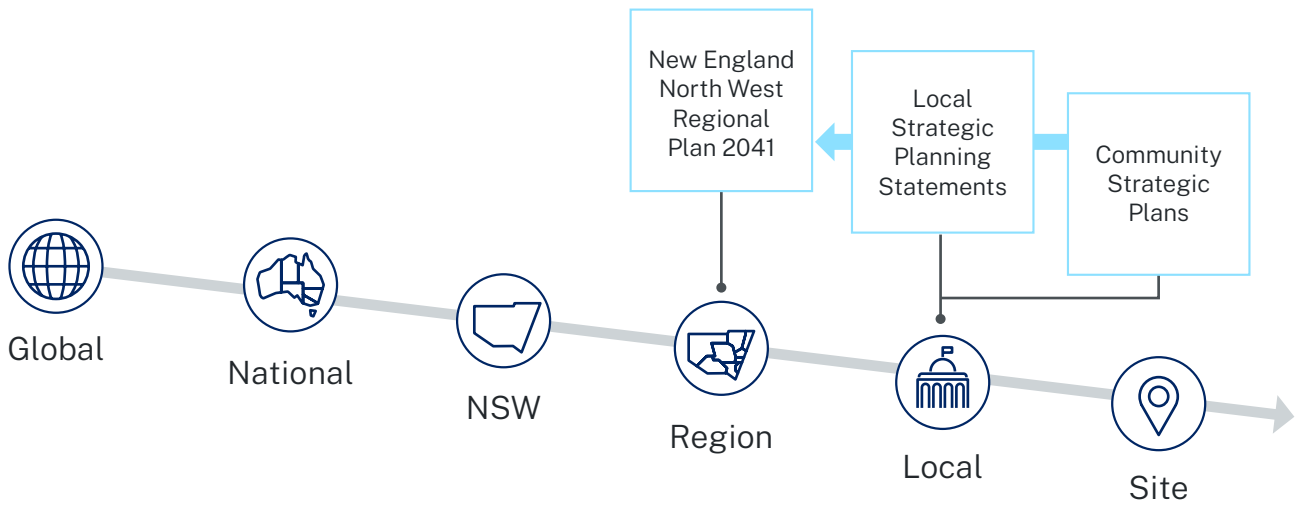 New England
North West
Regional
Plan 2041
Local
Strategic
Planning
Statements
Community
Strategic
Plans
Global
National
NSW
Region
Local
Site